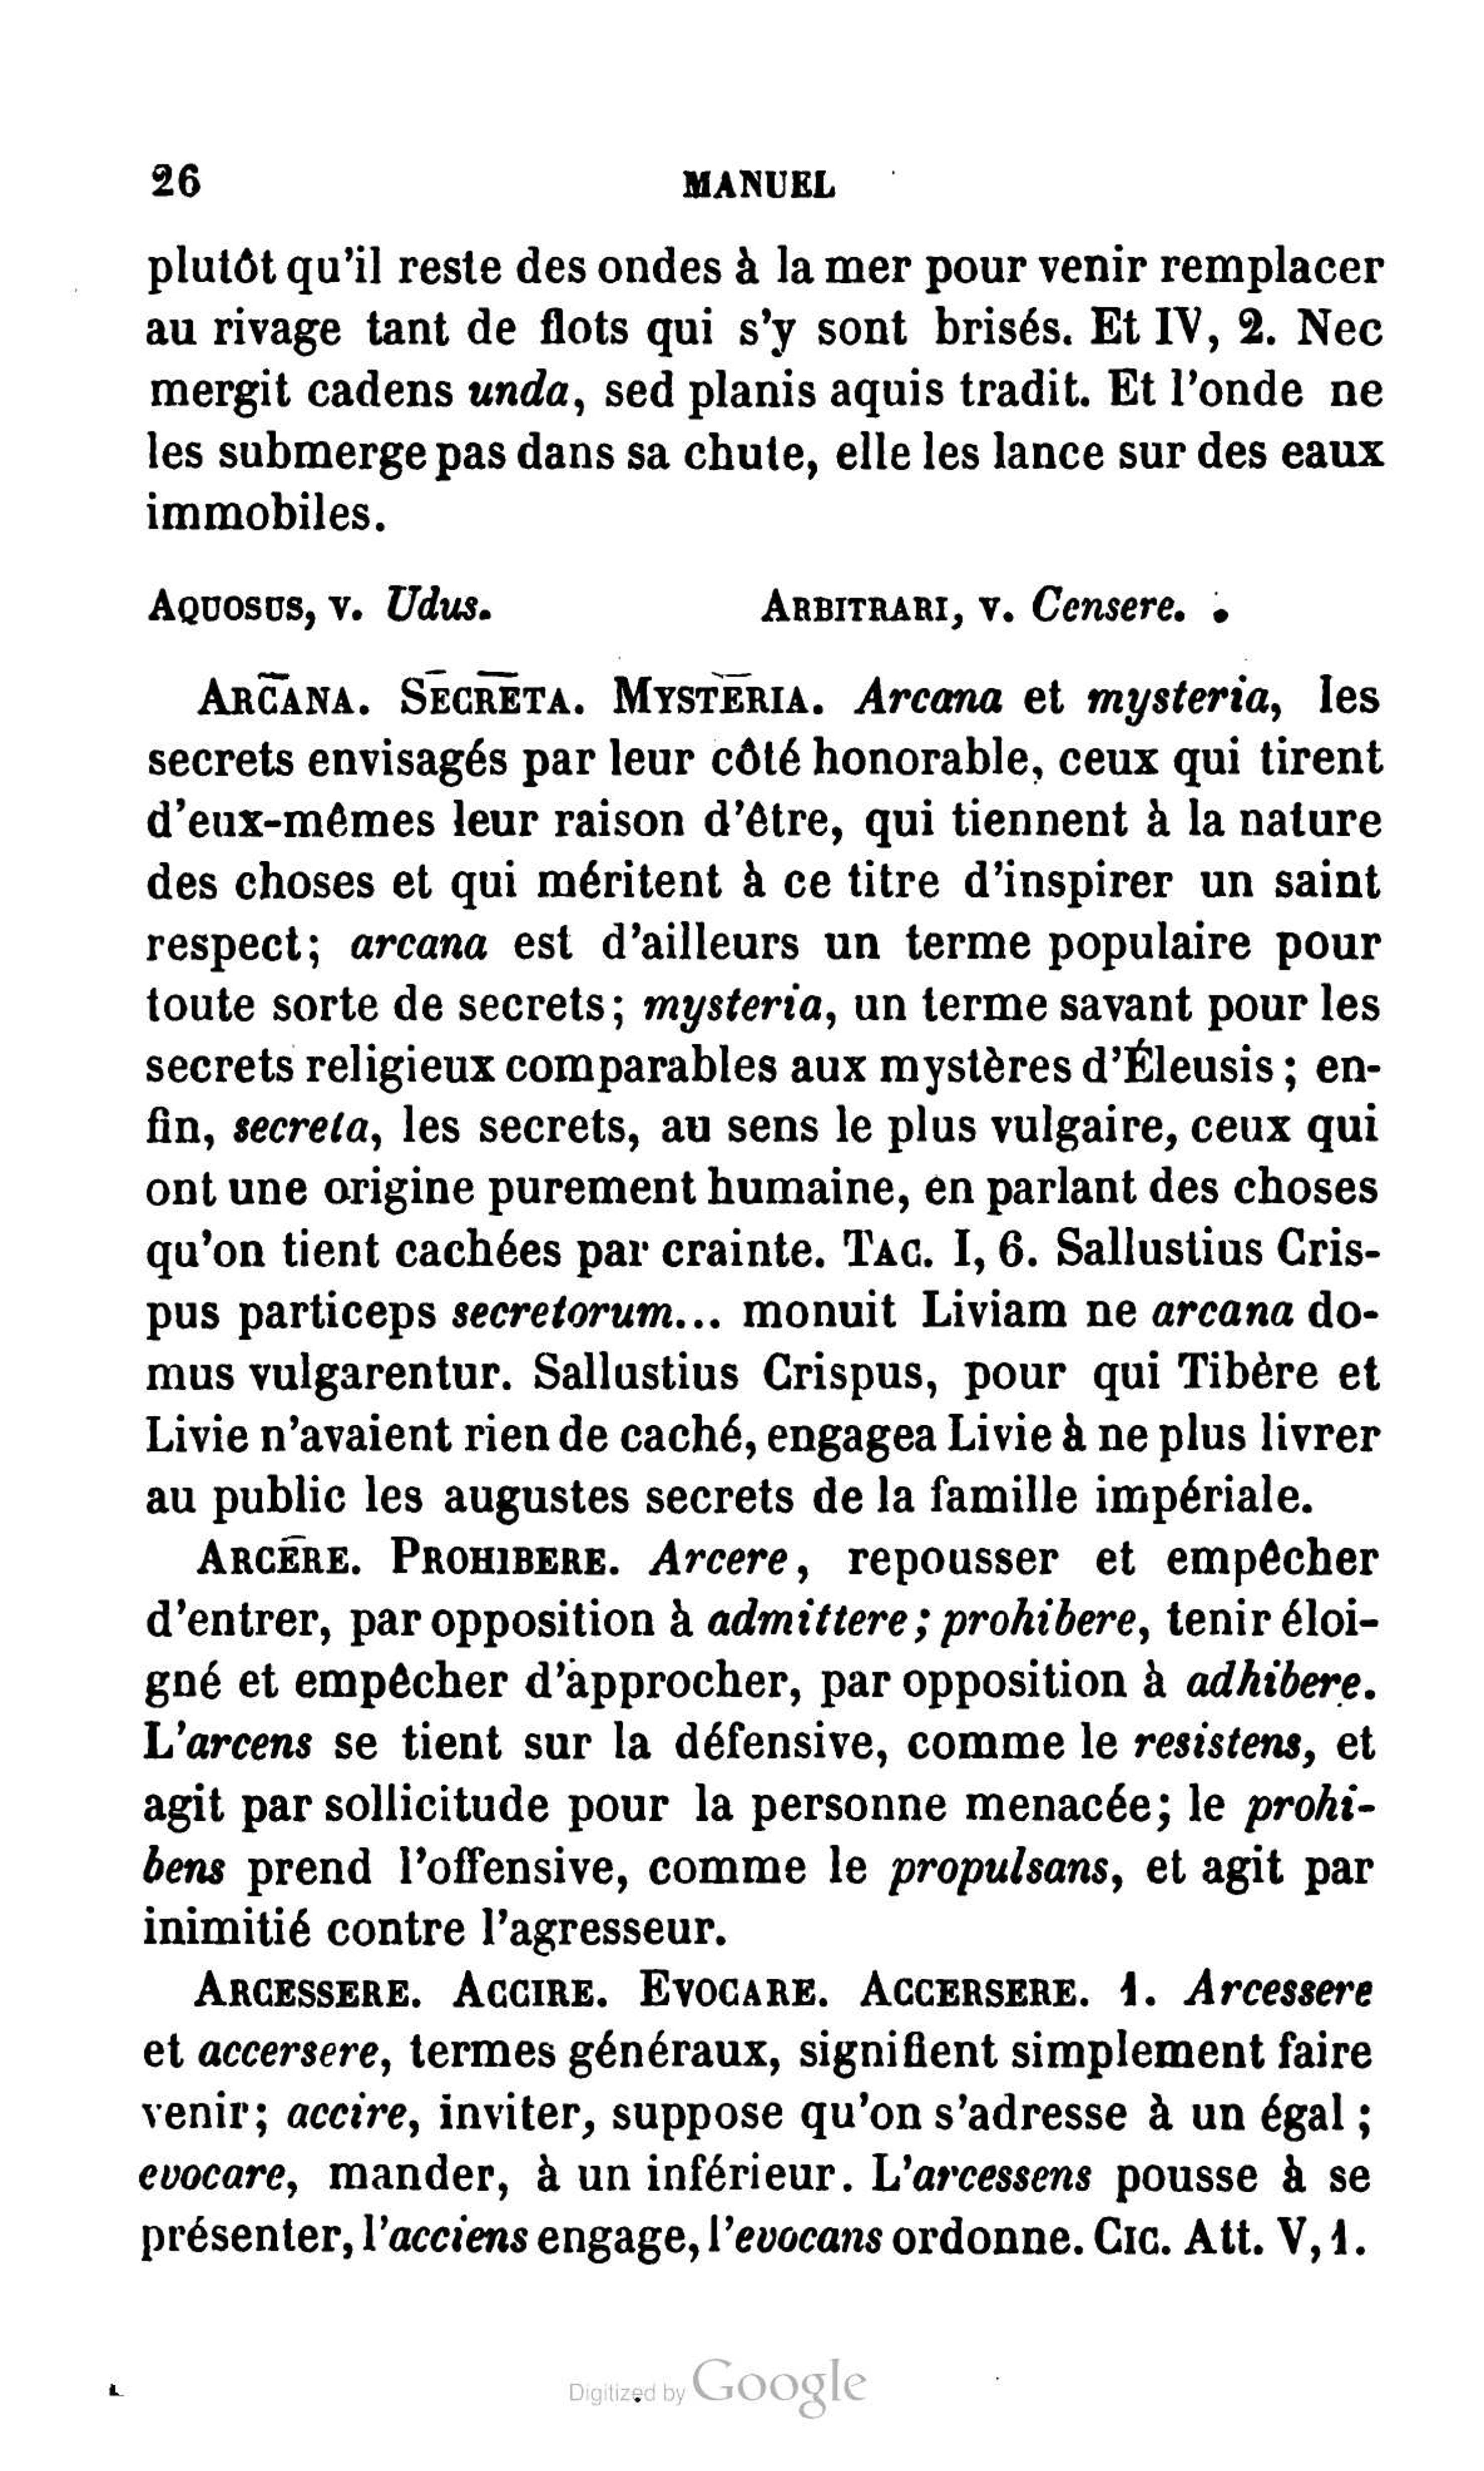 26 MANUEL
plutôt qu'il reste des ondes à la mer pour venir remplacer
au rivage tant de flots qui s'y sont brisés. Et IV, 2. Nec
mergit cadens unda, sed planis aquis tradit. Et l'onde ne
les submerge pas dans sa chute, elle les lance sur des eaux
immobiles.
AQUOSUS, v. Udus. ARBITRARI, v. Censere.
ARCĀNA. SĒCRĒTA. MYSTĒRIA. Arcana et mysteria, les
secrets envisagés par leur côté honorable, ceux qui tirent
d'eux-mêmes leur raison d'être, qui tiennent à la nature
des choses et qui méritent à ce titre d'inspirer un saint
respect; arcana est d'ailleurs un terme populaire pour
toute sorte de secrets; mysteria, un terme savant pour les
secrets religieux comparables aux mystères d'Éleusis; en-
fin, secreta, les secrets, au sens le plus vulgaire, ceux qui
ont une origine purement humaine, en parlant des choses
qu'on tient cachées par crainte. TAC. I, 6. Sallustius Cris-
pus particeps secretorum... monuit Liviam ne arcana do-
mus vulgarentur. Sallustius Crispus, pour qui Tibère et
Livie n'avaient rien de caché, engagea Livie à ne plus livrer
au public les augustes secrets de la famille impériale.
ARCĒRE. PROHIBERE. Arcere, repousser et empêcher
d'entrer, par opposition à admittere; prohibere, tenir éloi-
gné et empêcher d'approcher, par opposition à adhibere.
L'arcens se tient sur la défensive, comme le resistens, et
agit par sollicitude pour la personne menacée; le prohi-
bens prend l'offensive, comme le propulsans, et agit par
inimitié contre l'agresseur.
ARCESSERE. ACCIRE. EVOCARE. ACCERSERE. 1. Arcessere
et accersere, termes généraux, signifient simplement faire
venir; accire, inviter, suppose qu'on s'adresse à un égal;
evocare, mander, à un inférieur. L'arcessens pousse à se
présenter, l'acciens engage, l'evocans ordonne. CIC. Att. V, 1.
Digitized by Google